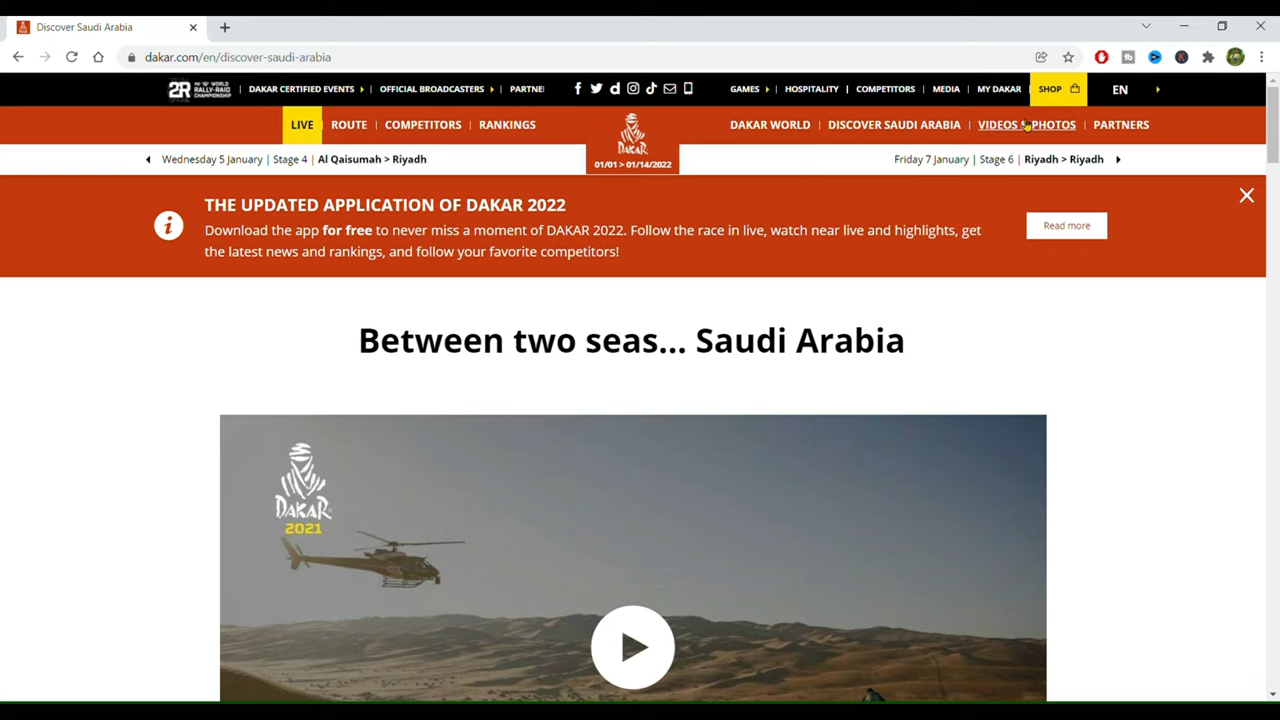 Discover Saudi Arabia
dakar.com/en/discover-saudi-arabia
2R WORLD RALLY-RAID CHAMPIONSHIP DAKAR CERTIFIED EVENTS OFFICIAL BROADCASTERS PARTNE GAMES HOSPITALITY COMPETITORS MEDIA MY DAKAR SHOP EN
LIVE ROUTE COMPETITORS RANKINGS DAKAR DAKAR WORLD DISCOVER SAUDI ARABIA VIDEOS PHOTOS PARTNERS
01/01 > 01/14/2022
Wednesday 5 January | Stage 4 | Al Qaisumah > Riyadh Friday 7 January | Stage 6 | Riyadh > Riyadh
THE UPDATED APPLICATION OF DAKAR 2022
Download the app for free to never miss a moment of DAKAR 2022. Follow the race in live, watch near live and highlights, get
the latest news and rankings, and follow your favorite competitors!
Read more
Between two seas... Saudi Arabia
DAKAR
2021